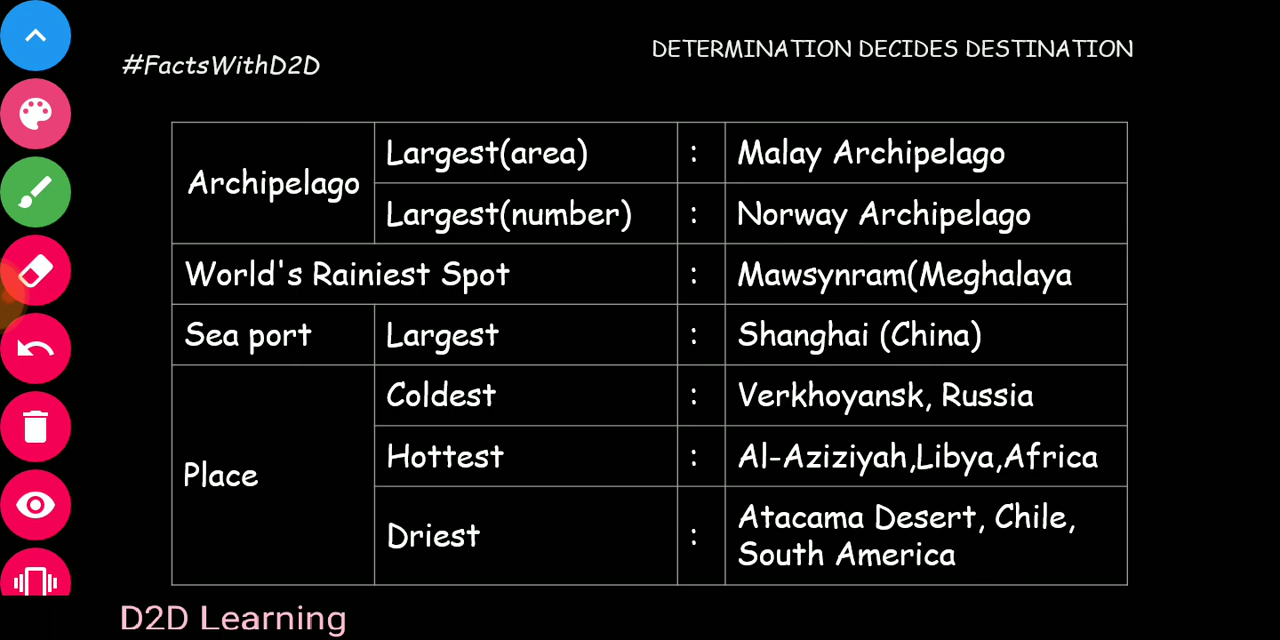 #FactsWithD2D
DETERMINATION DECIDES DESTINATION
Archipelago
Largest(area) : Malay Archipelago
Largest(number) : Norway Archipelago
World's Rainiest Spot : Mawsynram(Meghalaya
Sea port Largest : Shanghai (China)
Place
Coldest : Verkhoyansk, Russia
Hottest : Al-Aziziyah,Libya,Africa
Driest : Atacama Desert, Chile,
South America
D2D Learning